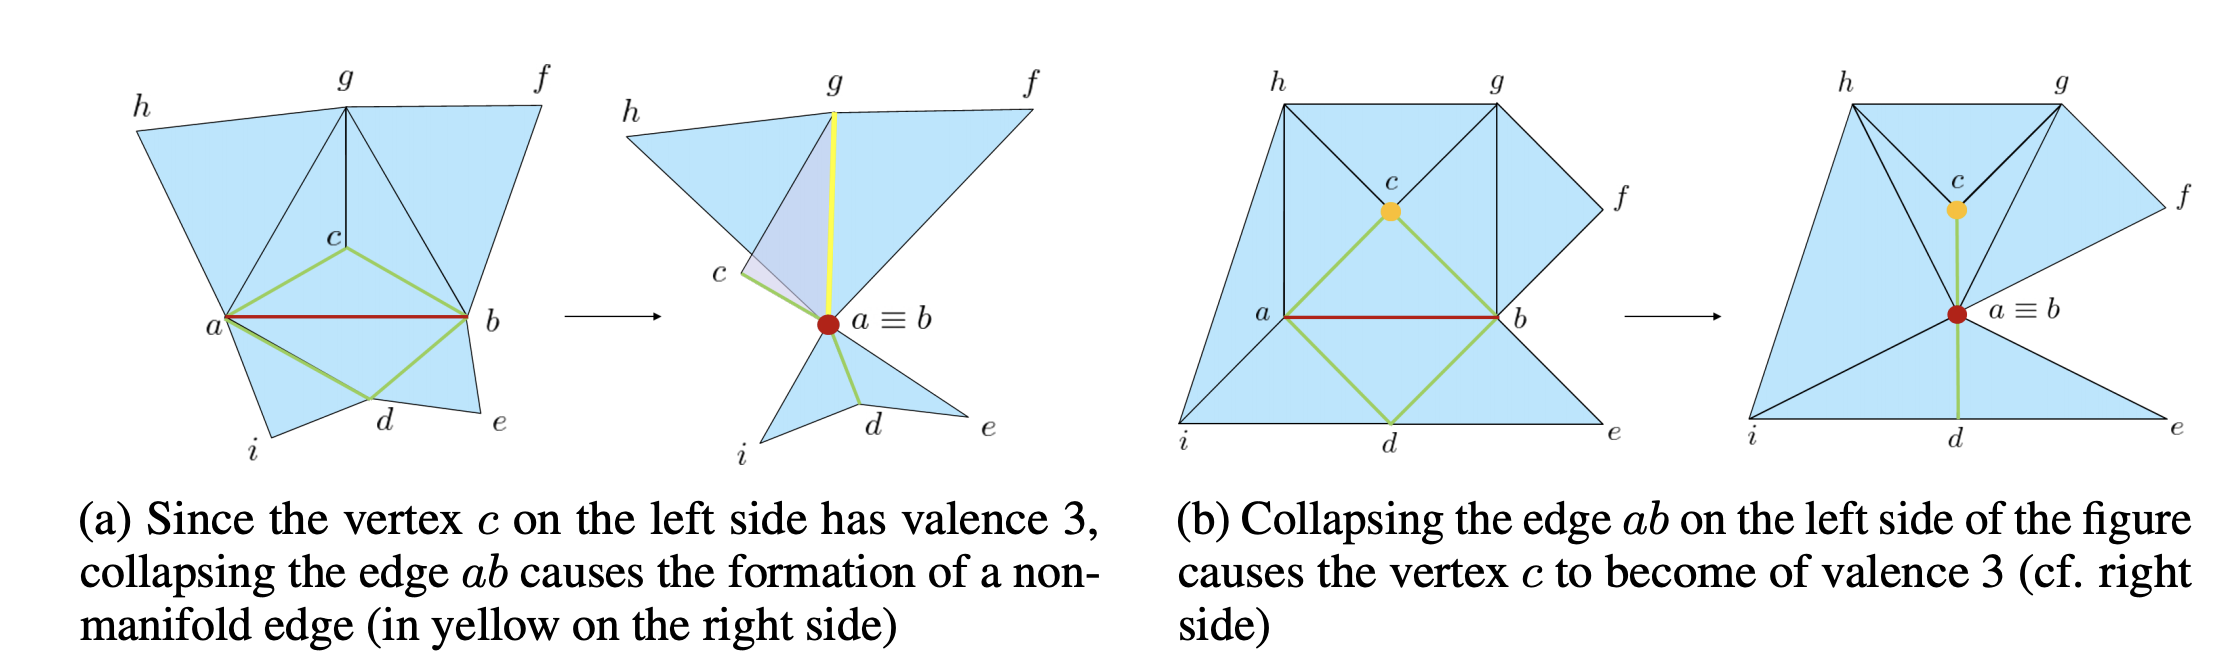 g
f
h
c
a
b
d
e
i
g
f
h
c
a ≡ b
d
e
i
h
g
c
f
a
b
i
d
e
h
g
c
f
a ≡ b
i
d
e
(a) Since the vertex c on the left side has valence 3,
collapsing the edge ab causes the formation of a non-
manifold edge (in yellow on the right side)
(b) Collapsing the edge ab on the left side of the figure
causes the vertex c to become of valence 3 (cf. right
side)